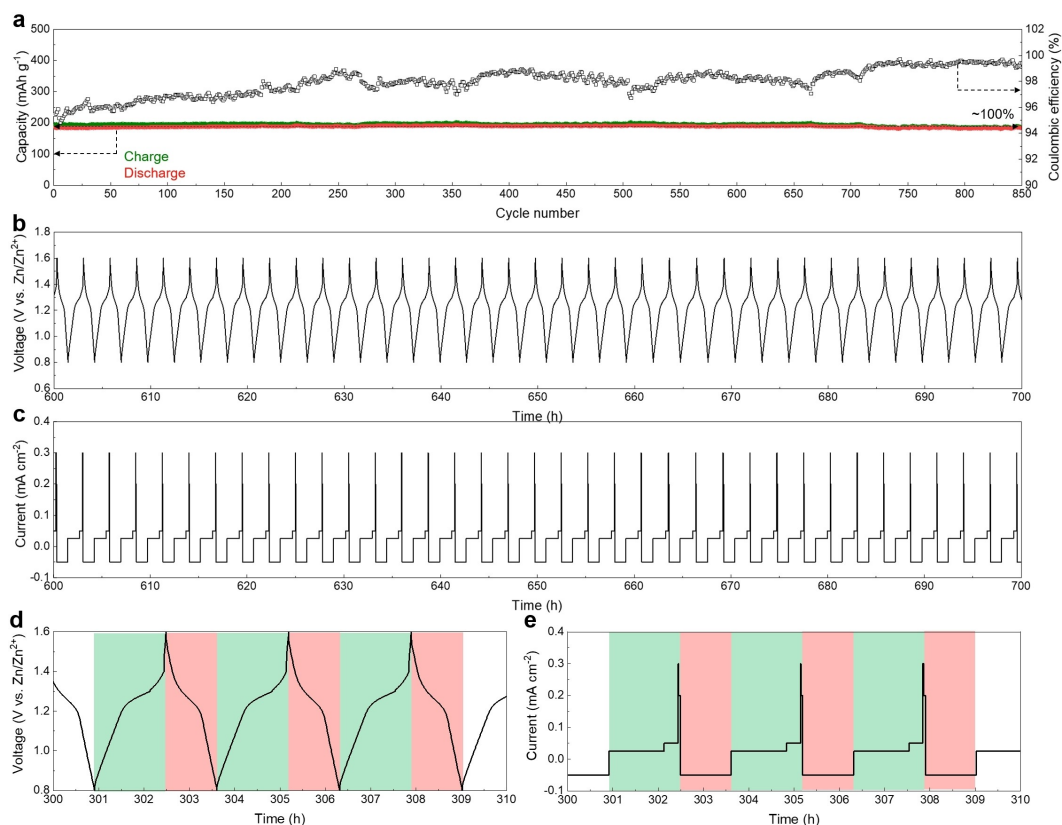 a
500
400
300
200
100
0
Capacity (mAh g⁻¹)
102
100
98
96
94
92
90
Coulombic efficiency (%)
~100%
Charge
Discharge
0 50 100 150 200 250 300 350 400 450 500 550 600 650 700 750 800 850
Cycle number
b
1.8
1.6
1.4
1.2
1.0
0.8
0.6
Voltage (V vs. Zn/Zn²⁺)
600 610 620 630 640 650 660 670 680 690 700
Time (h)
c
0.4
0.3
0.2
0.1
0.0
-0.1
Current (mA cm⁻²)
600 610 620 630 640 650 660 670 680 690 700
Time (h)
d
1.6
1.4
1.2
1.0
0.8
Voltage (V vs. Zn/Zn²⁺)
300 301 302 303 304 305 306 307 308 309 310
Time (h)
e
0.4
0.3
0.2
0.1
0.0
-0.1
Current (mA cm⁻²)
300 301 302 303 304 305 306 307 308 309 310
Time (h)